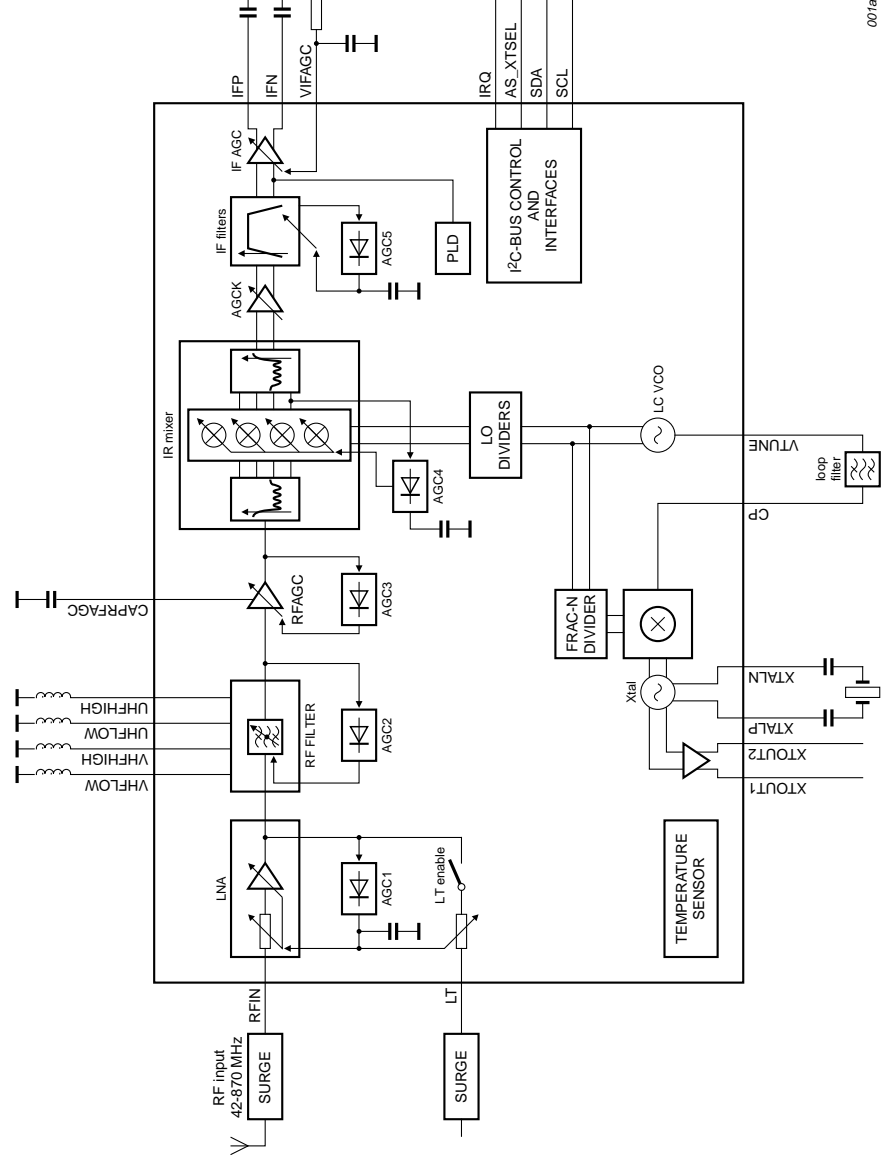 001a
IFP
IFN
VIFAGC
IRQ
AS_XTSEL
SDA
SCL
IF AGC
IF filters
AGC5
PLD
I²C-BUS CONTROL
AND
INTERFACES
AGCK
IR mixer
AGC4
LO
DIVIDERS
LC VCO
VTUNE
loop
filter
CP
CAPRFAGC
RFAGC
AGC3
FRAC-N
DIVIDER
UHFHIGH
UHFLOW
VHFHIGH
VHFLOW
RF FILTER
AGC2
Xtal
XTALN
XTALP
XTOUT2
XTOUT1
LNA
AGC1
LT enable
TEMPERATURE
SENSOR
RFIN
LT
RF input
42-870 MHz
SURGE
SURGE